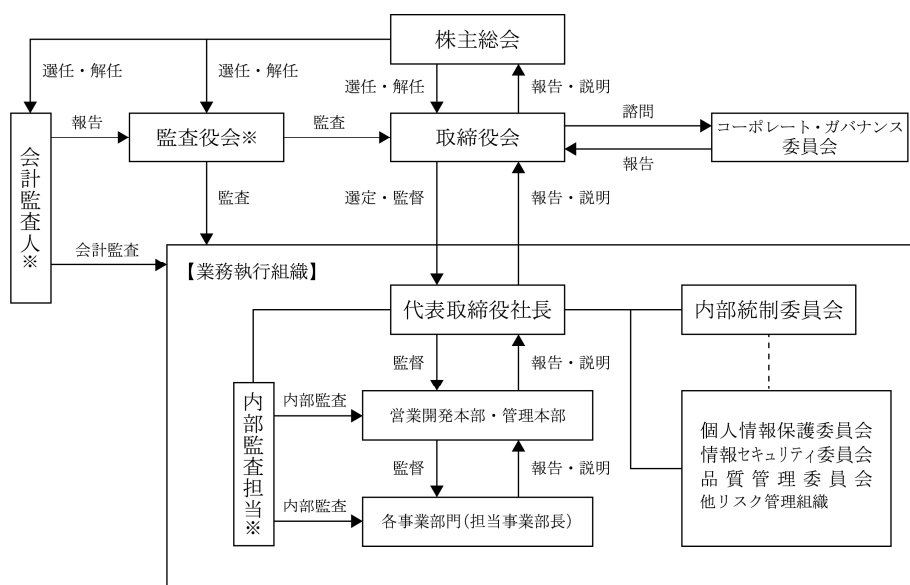 株主総会
選任・解任
選任・解任
選任・解任
報告・説明
会計監査人※
報告
監査役会※
監査
取締役会
諮問
報告
コーポレート・ガバナンス
委員会
監査
選定・監督
報告・説明
会計監査
【業務執行組織】
代表取締役社長
内部統制委員会
監督
報告・説明
内部監査担当※
内部監査
営業開発本部・管理本部
監督
報告・説明
内部監査
各事業部門(担当事業部長)
個人情報保護委員会
情報セキュリティ委員会
品質管理委員会
他リスク管理組織